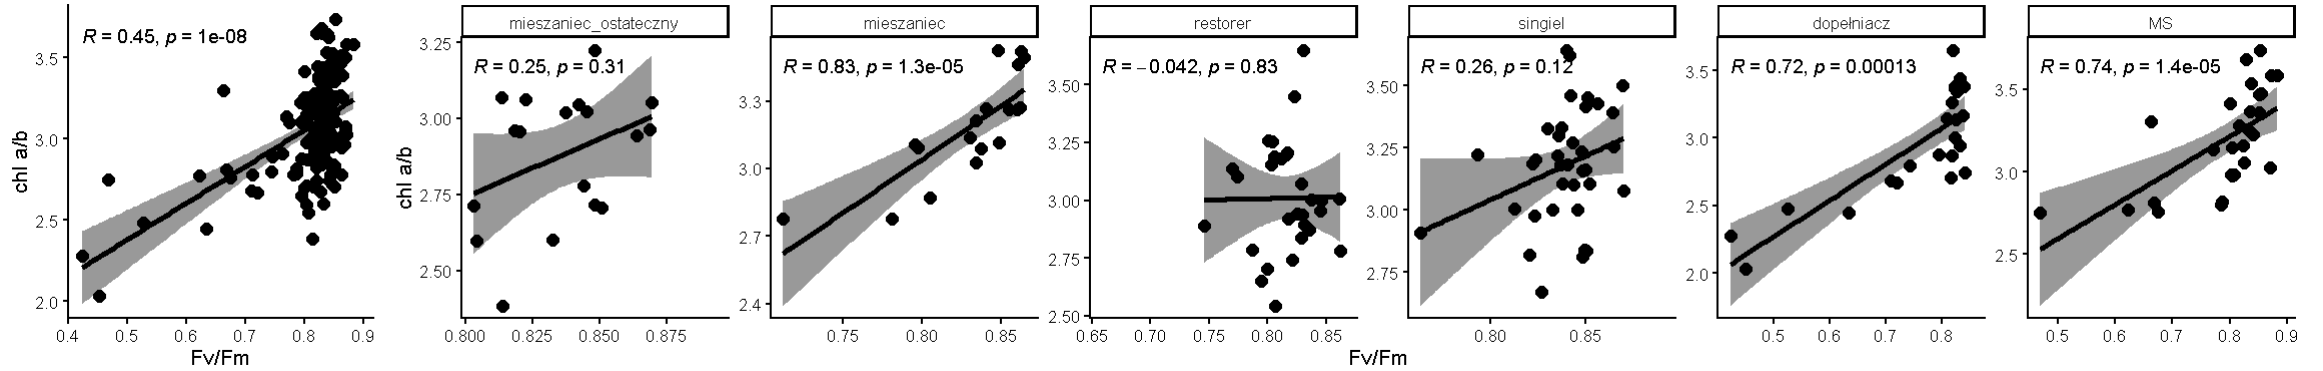 R = 0.45, p = 1e-08
chl a/b
3.5
3.0
2.5
2.0
0.4 0.5 0.6 0.7 0.8 0.9
Fv/Fm
mieszaniec_ostateczny
R = 0.25, p = 0.31
chl a/b
3.25
3.00
2.75
2.50
0.800 0.825 0.850 0.875
mieszaniec
R = 0.83, p = 1.3e-05
3.3
3.0
2.7
2.4
0.75 0.80 0.85
restorer
R = −0.042, p = 0.83
3.50
3.25
3.00
2.75
2.50
0.65 0.70 0.75 0.80 0.85
singiel
R = 0.26, p = 0.12
3.50
3.25
3.00
2.75
0.80 0.85
dopełniacz
R = 0.72, p = 0.00013
3.5
3.0
2.5
2.0
0.5 0.6 0.7 0.8
MS
R = 0.74, p = 1.4e-05
3.5
3.0
2.5
0.5 0.6 0.7 0.8 0.9
Fv/Fm